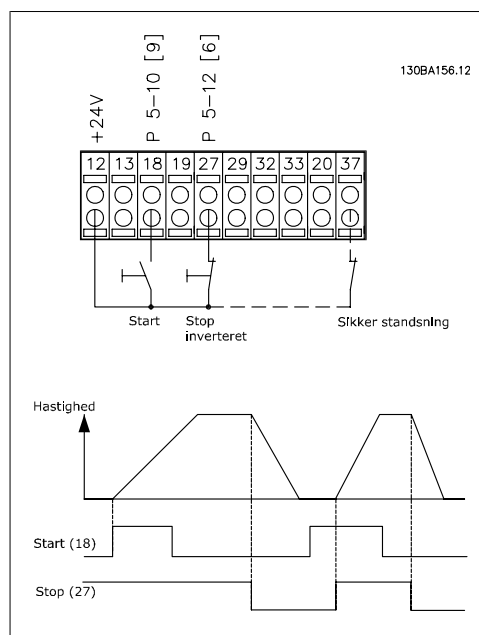 130BA156.12
+24V
P 5-10 [9]
P 5-12 [6]
12 13 18 19 27 29 32 33 20 37
Start
Stop
inverteret
Sikker standsning
Hastighed
Start (18)
Stop (27)